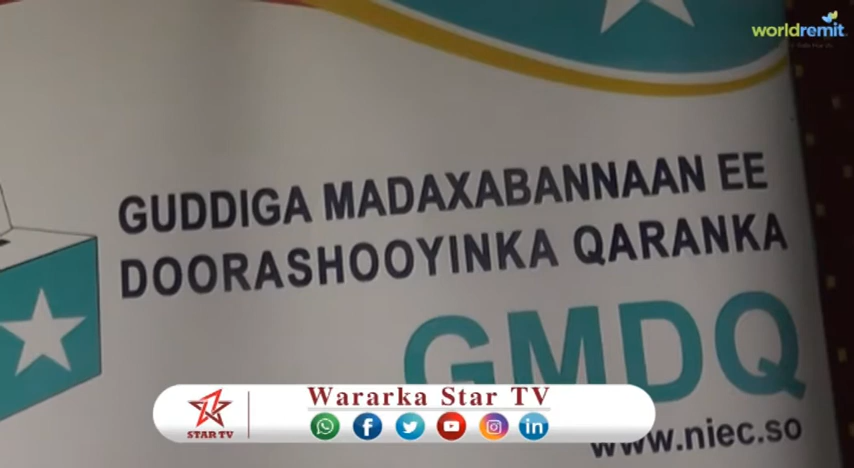 worldremit
GUDDIGA MADAXABANNAAN EE
DOORASHOOYINKA QARANKA
GMDQ
Wararka Star TV
STAR TV
www.niec.so